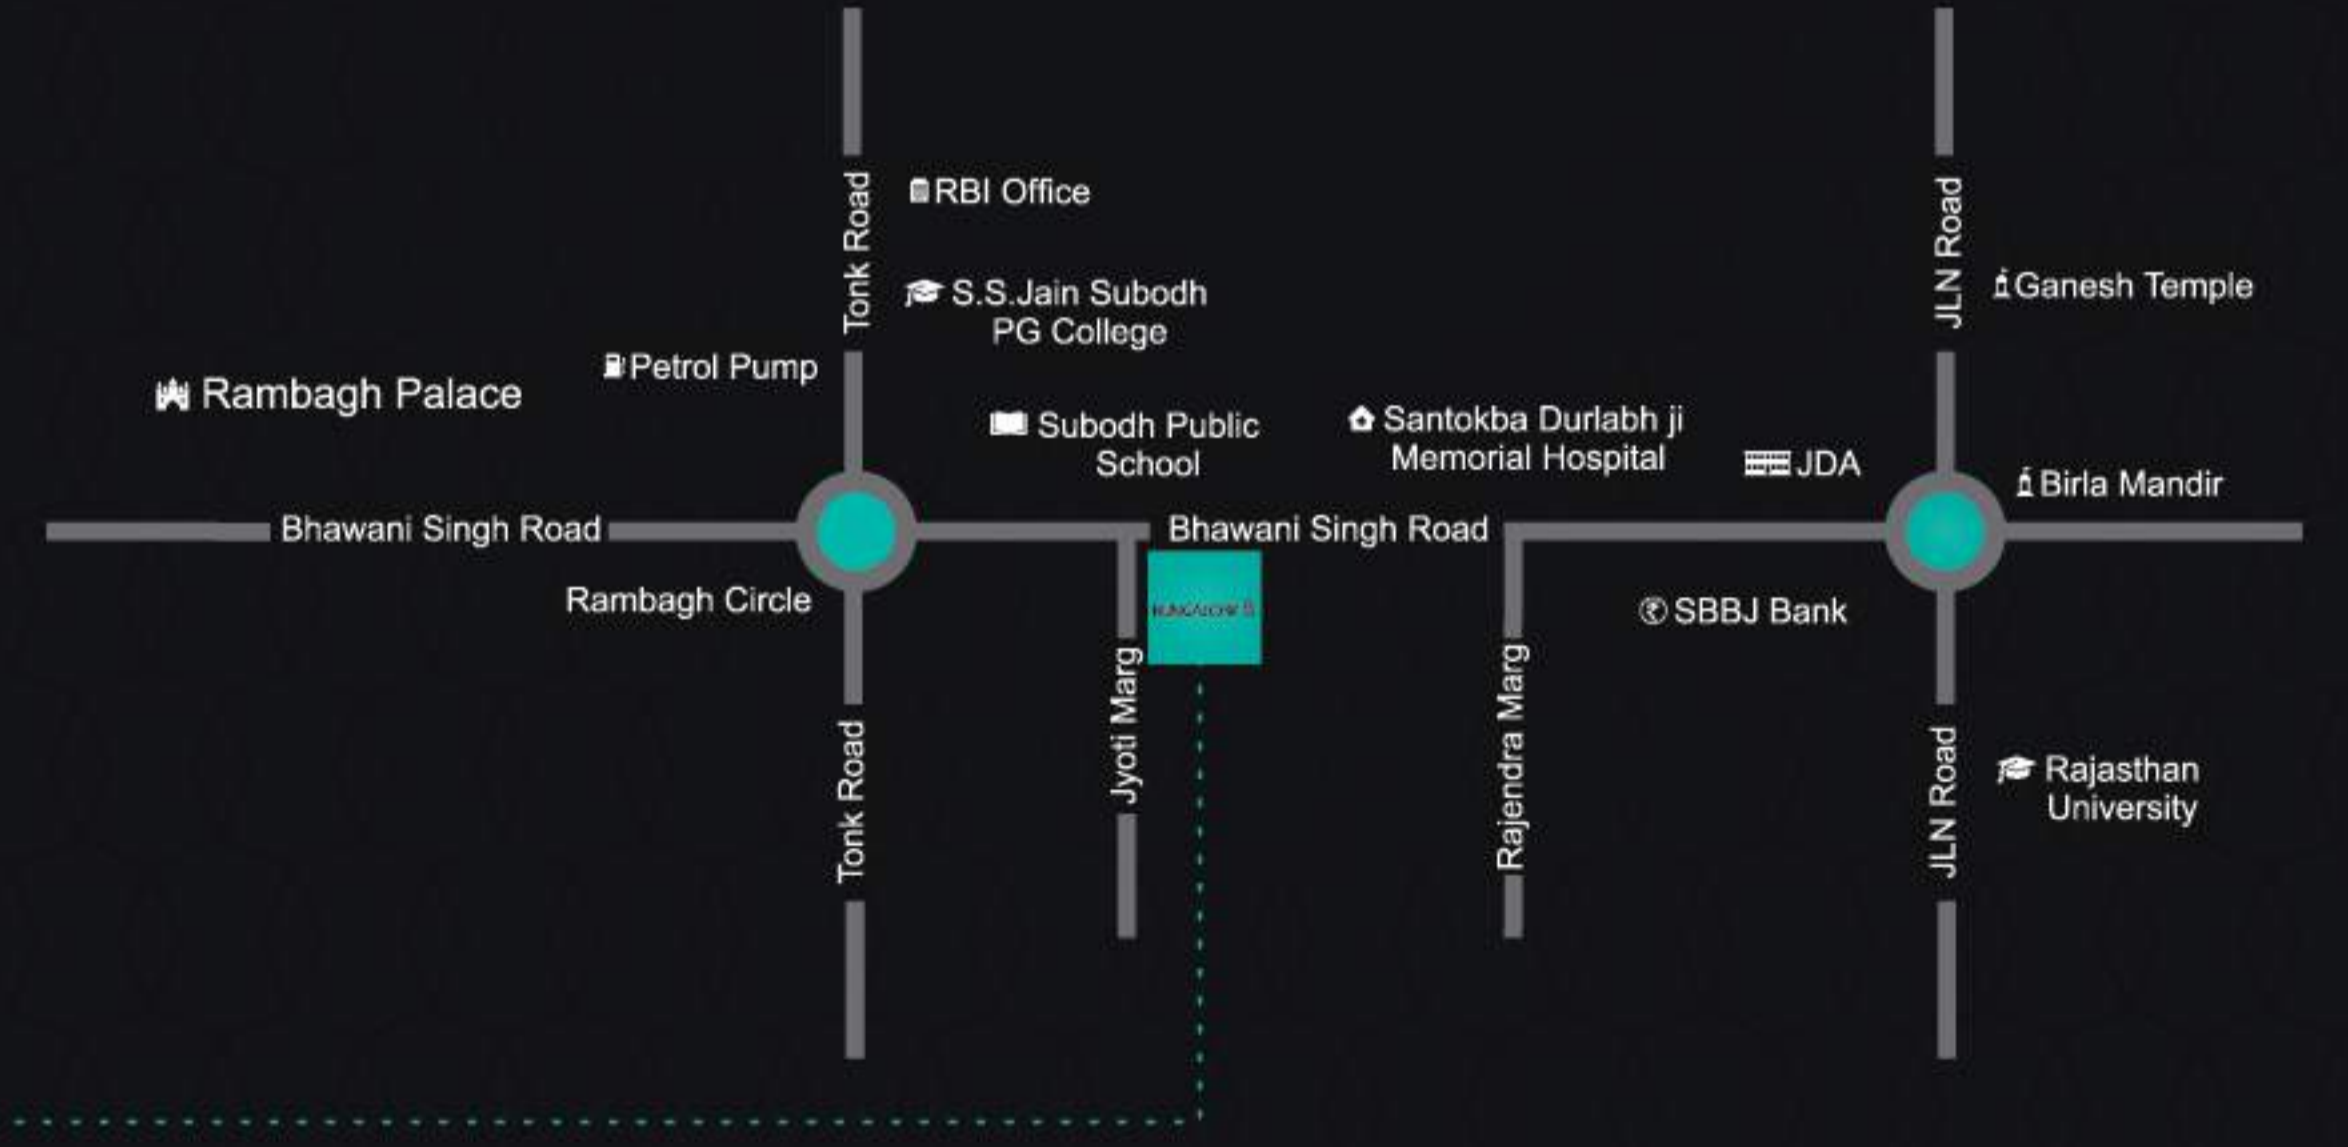 Tonk Road
RBI Office
JLN Road
S.S.Jain Subodh
PG College
Ganesh Temple
Petrol Pump
Rambagh Palace
Subodh Public
School
Santokba Durlabh ji
Memorial Hospital
JDA
Birla Mandir
Bhawani Singh Road
Bhawani Singh Road
Rambagh Circle
SBBJ Bank
Jyoti Marg
Rajendra Marg
Tonk Road
JLN Road
Rajasthan
University